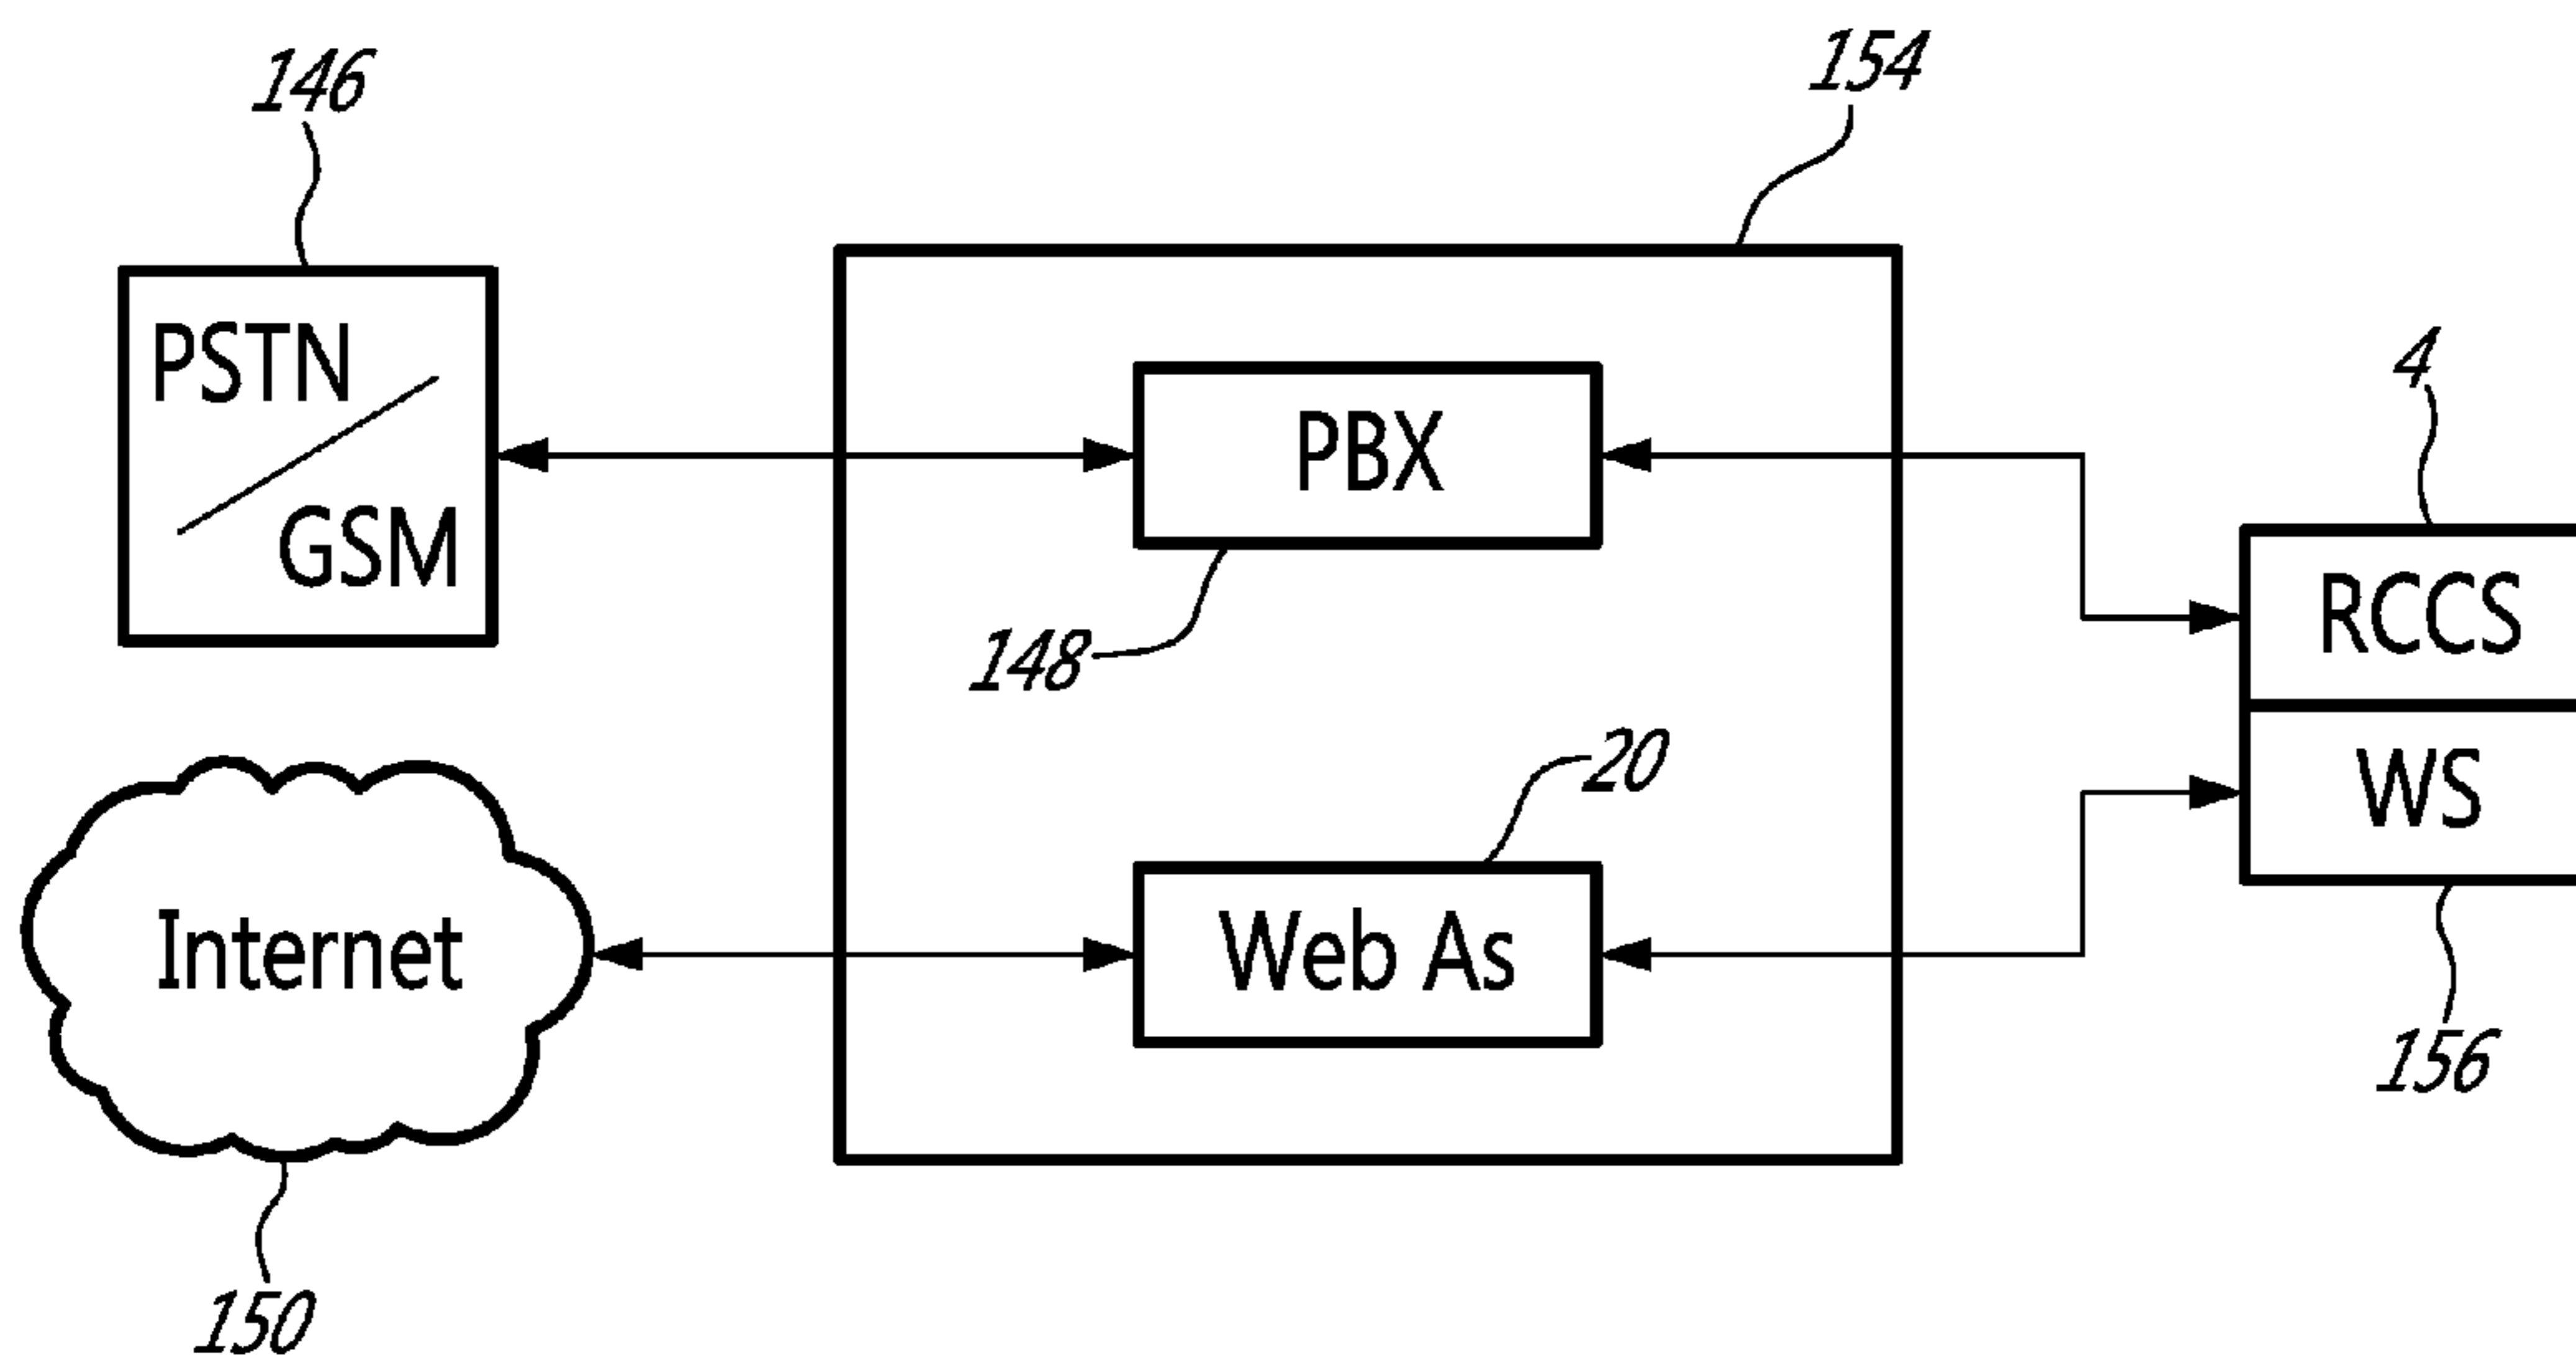 146
154
PSTN
GSM
PBX
4
RCCS
148
20
WS
Internet
Web As
156
150